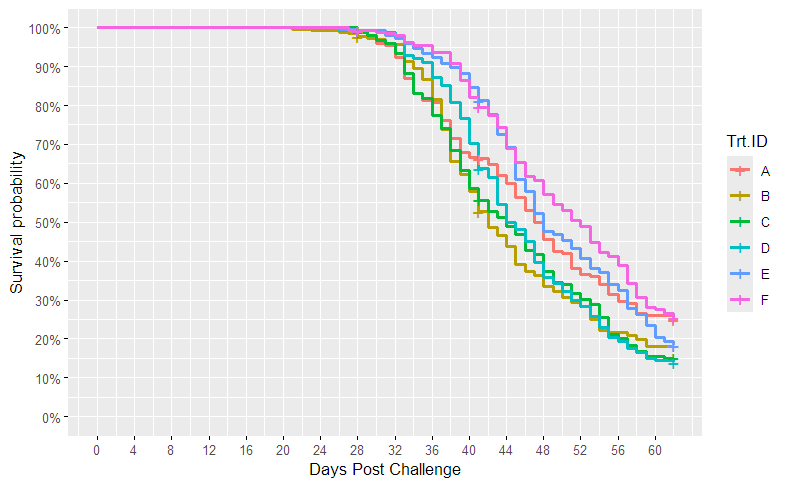 100%
90%
80%
70%
60%
50%
40%
30%
20%
10%
0%
Survival probability
0 4 8 12 16 20 24 28 32 36 40 44 48 52 56 60
Days Post Challenge
Trt.ID
A
B
C
D
E
F